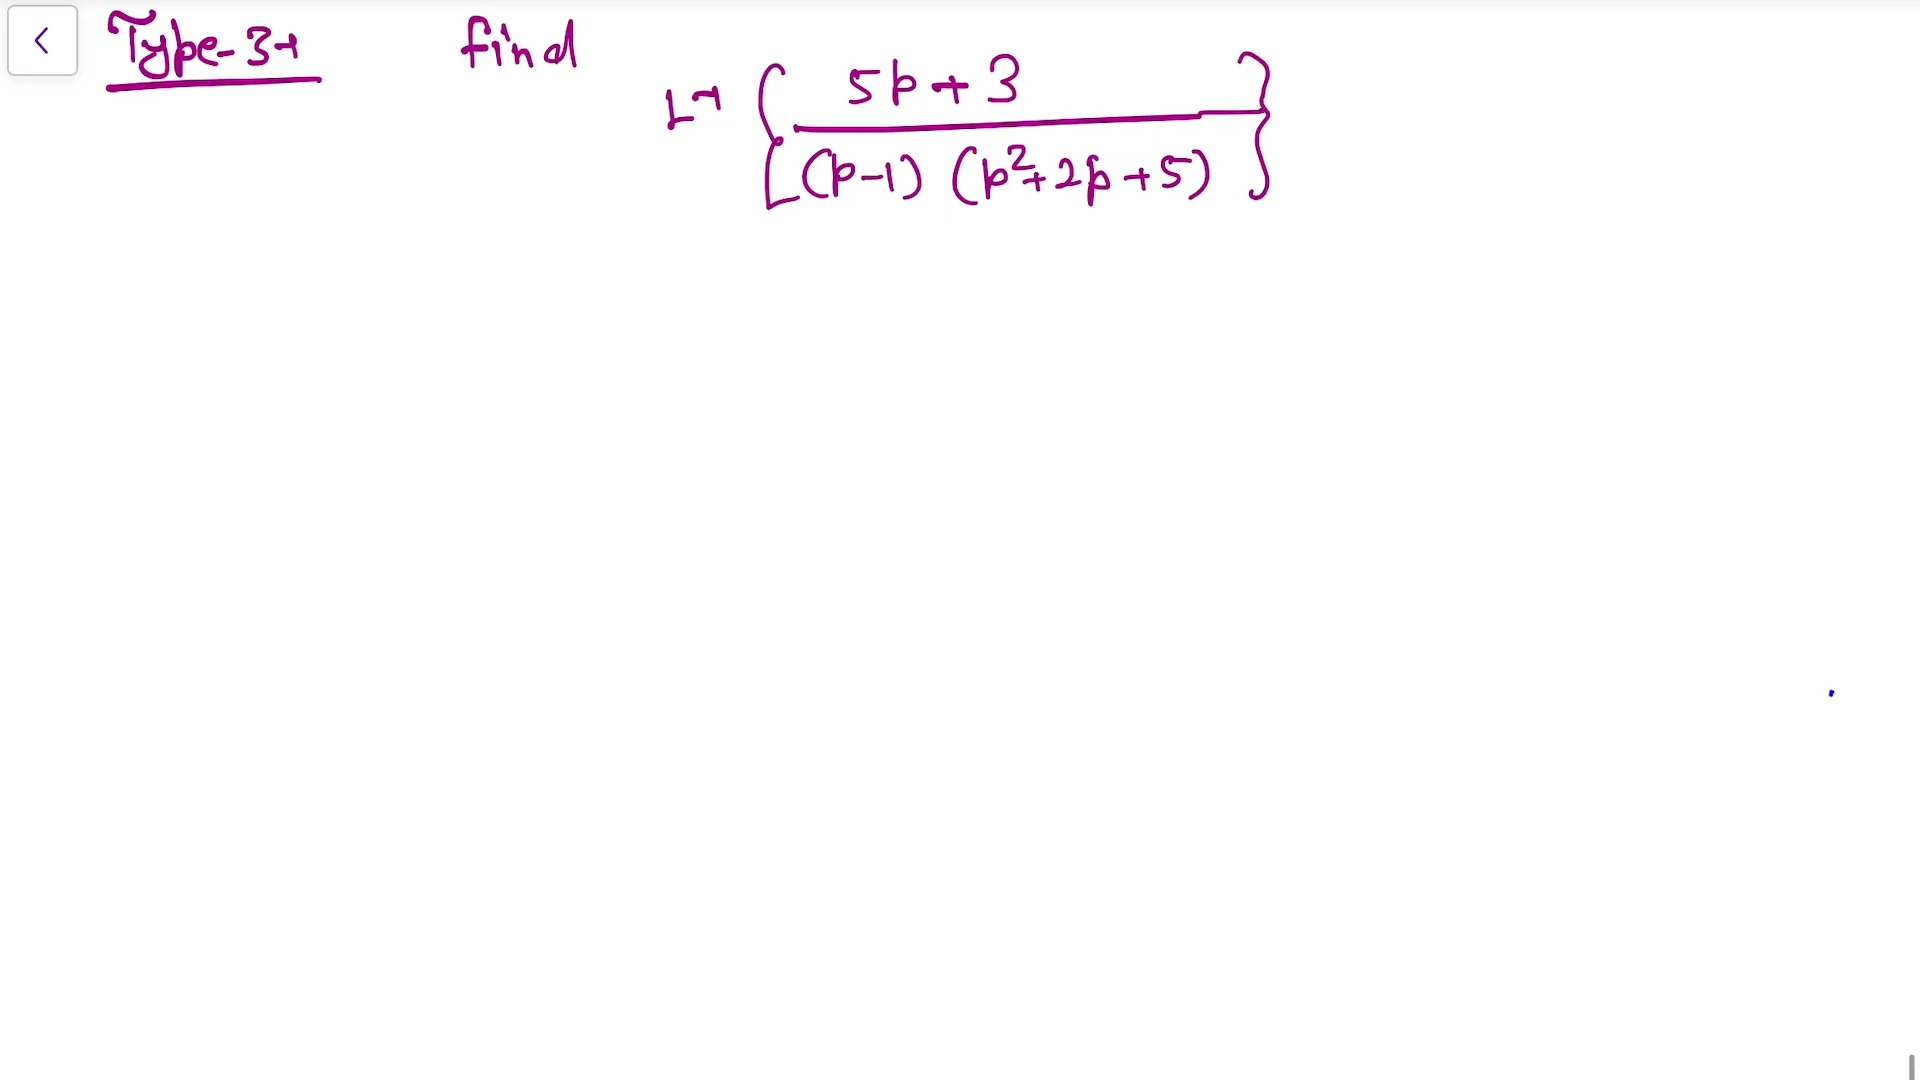 Type-3→ find
L⁻¹ { 5p+3 / (p-1) (p²+2p+5) }